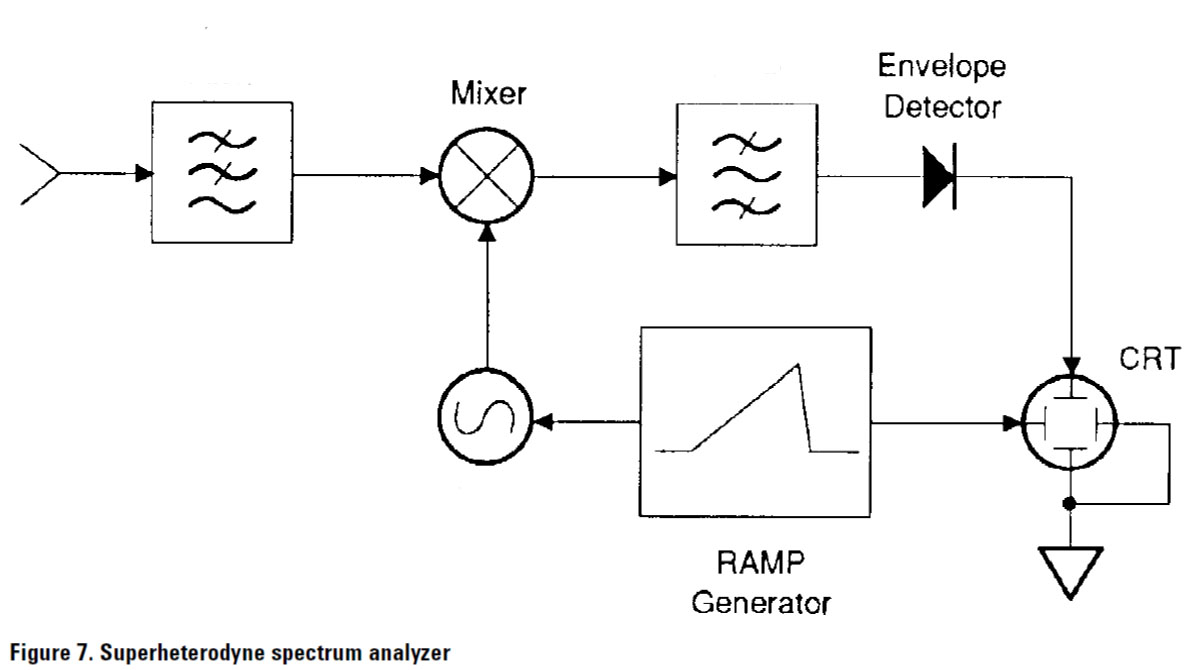 Mixer
Envelope
Detector
CRT
RAMP
Generator
Figure 7. Superheterodyne spectrum analyzer